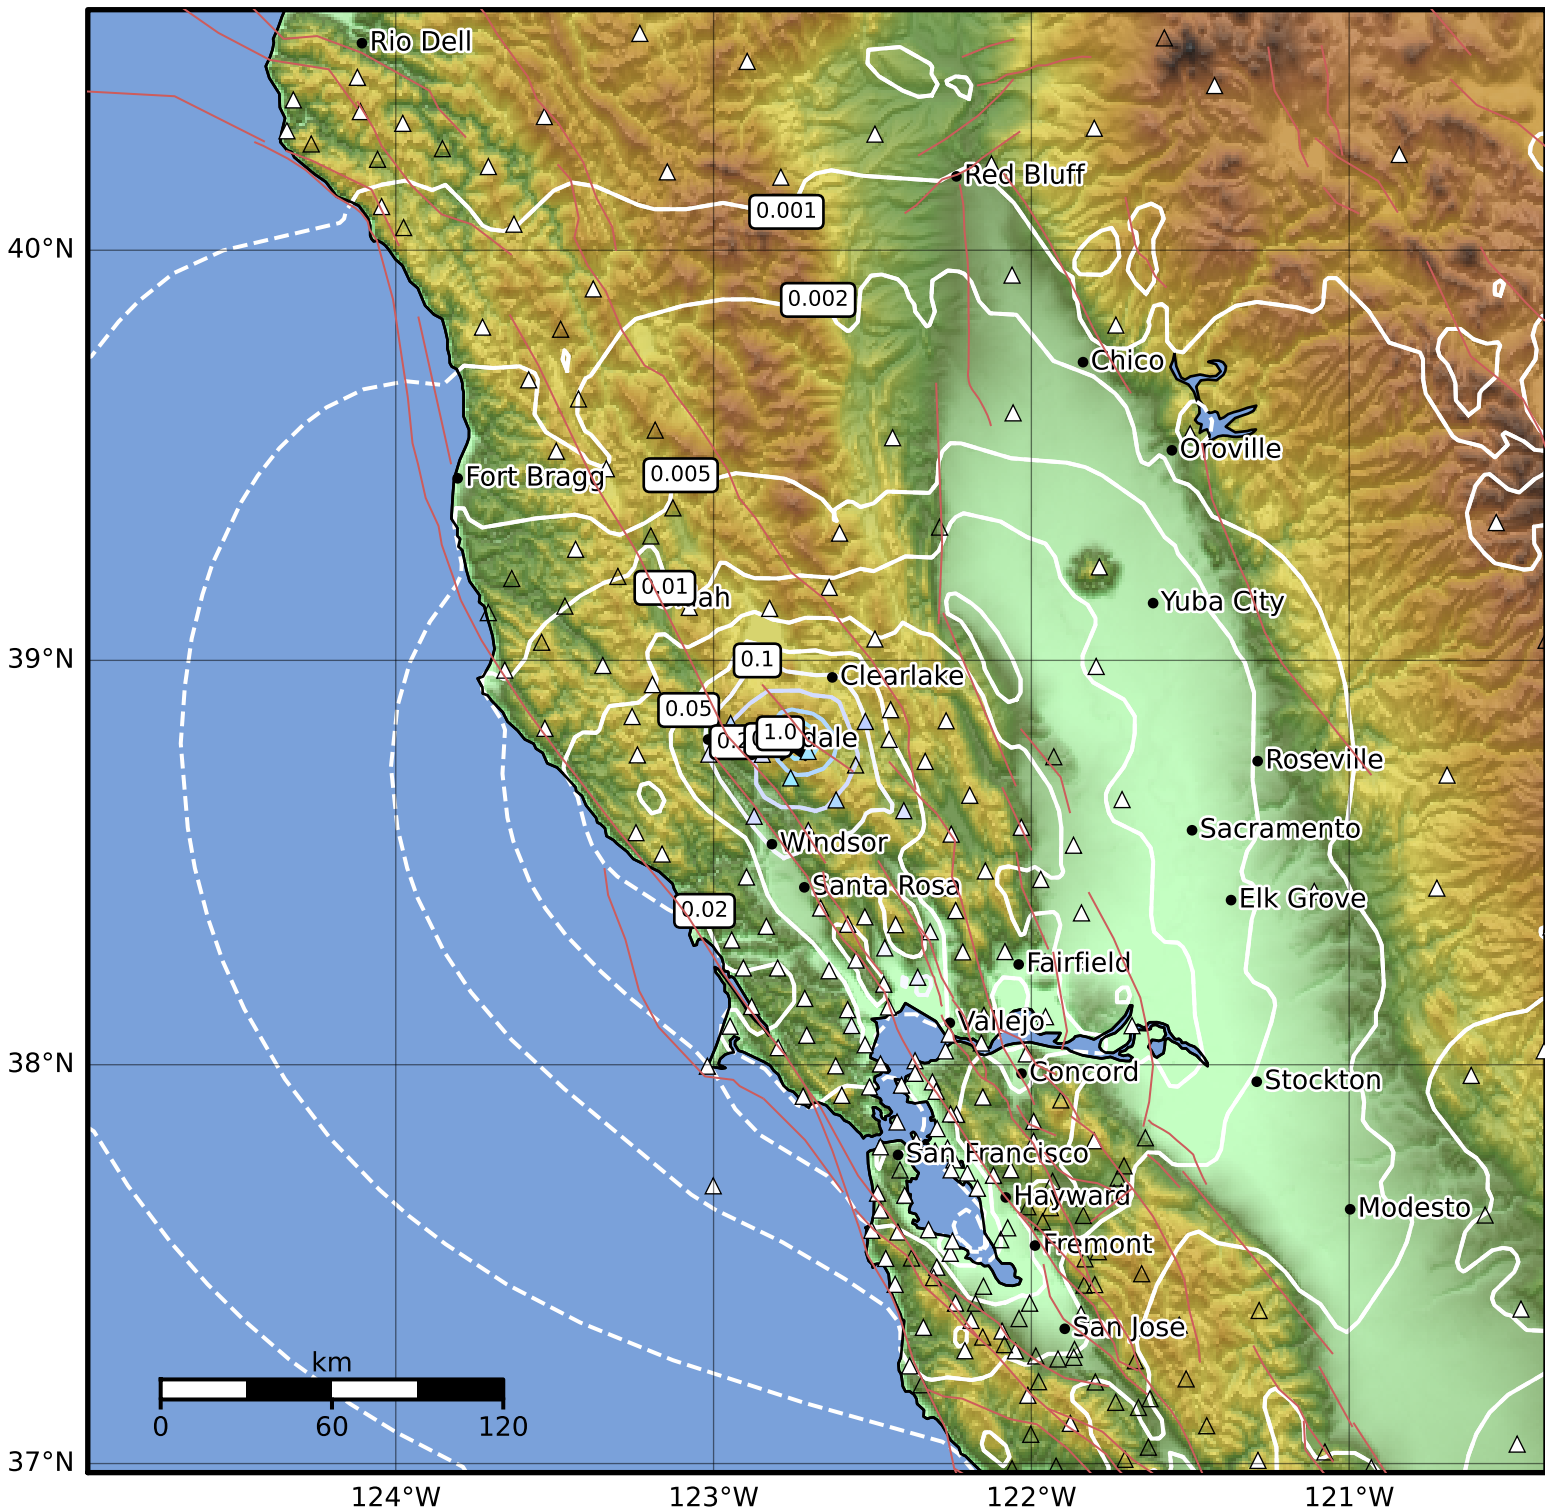 Rio Dell
Red Bluff
0.001
40°N
0.002
Chico
Oroville
0.005
Fort Bragg
0.01
ah
Yuba City
39°N
0.1
Clearlake
0.05
1.0
dale
Roseville
Sacramento
Windsor
Santa Rosa
Elk Grove
0.02
Fairfield
Vallejo
38°N
Concord
Stockton
San Francisco
Hayward
Modesto
Fremont
San Jose
km
0 60 120
37°N
124°W 123°W 122°W 121°W